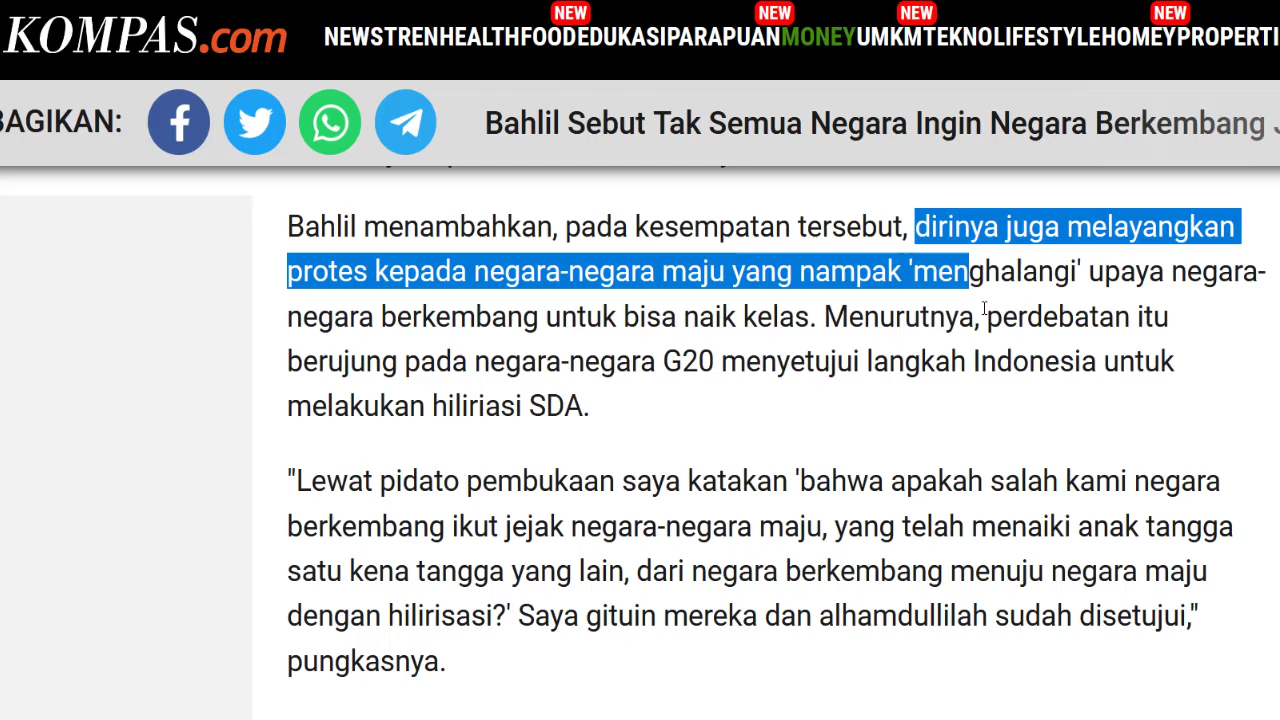 KOMPAS.com
NEW NEW NEW NEW
NEWSTRENHEALTHFOODEDUKASIPARAPUANMONEYUMKMTEKNOLIFESTYLEHOMEYPROPERTI
BAGIKAN:
Bahlil Sebut Tak Semua Negara Ingin Negara Berkembang
Bahlil menambahkan, pada kesempatan tersebut, dirinya juga melayangkan
protes kepada negara-negara maju yang nampak 'menghalangi' upaya negara-
negara berkembang untuk bisa naik kelas. Menurutnya, perdebatan itu
berujung pada negara-negara G20 menyetujui langkah Indonesia untuk
melakukan hiliriasi SDA.
"Lewat pidato pembukaan saya katakan 'bahwa apakah salah kami negara
berkembang ikut jejak negara-negara maju, yang telah menaiki anak tangga
satu kena tangga yang lain, dari negara berkembang menuju negara maju
dengan hilirisasi?' Saya gituin mereka dan alhamdullilah sudah disetujui,"
pungkasnya.